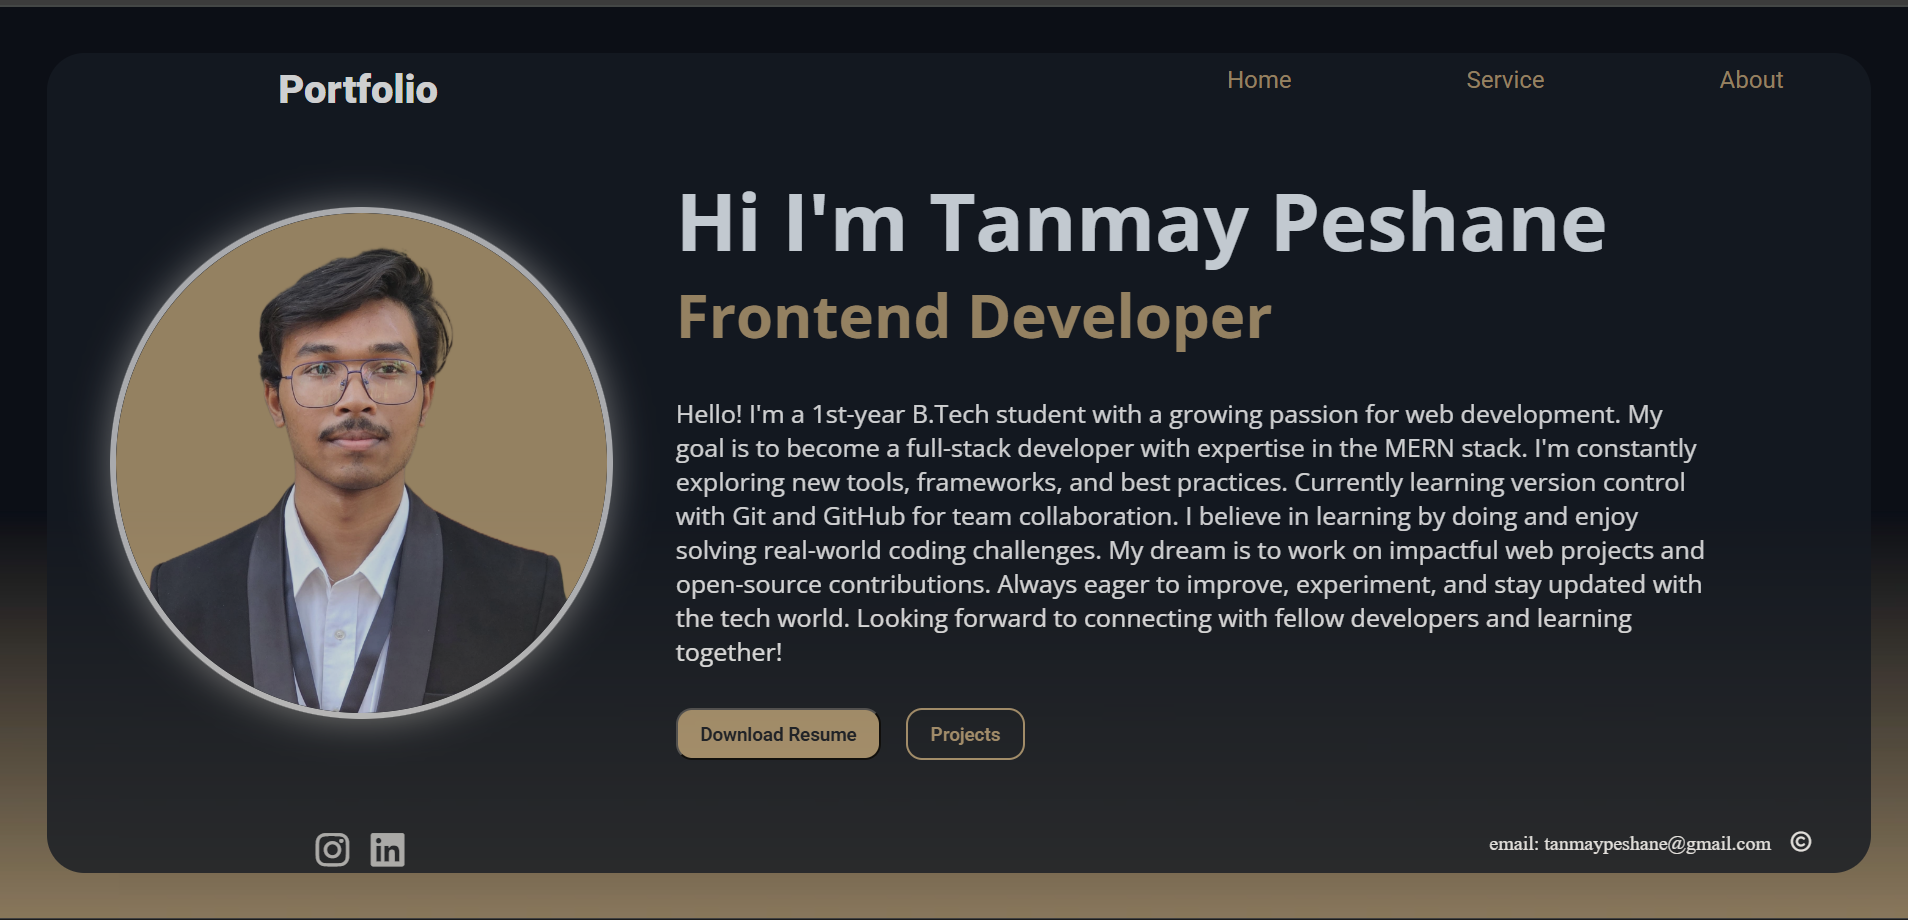 Portfolio
Home
Service
About
Hi I'm Tanmay Peshane
Frontend Developer
Hello! I'm a 1st-year B.Tech student with a growing passion for web development. My
goal is to become a full-stack developer with expertise in the MERN stack. I'm constantly
exploring new tools, frameworks, and best practices. Currently learning version control
with Git and GitHub for team collaboration. I believe in learning by doing and enjoy
solving real-world coding challenges. My dream is to work on impactful web projects and
open-source contributions. Always eager to improve, experiment, and stay updated with
the tech world. Looking forward to connecting with fellow developers and learning
together!
Download Resume
Projects
in
email: tanmaypeshane@gmail.com ©